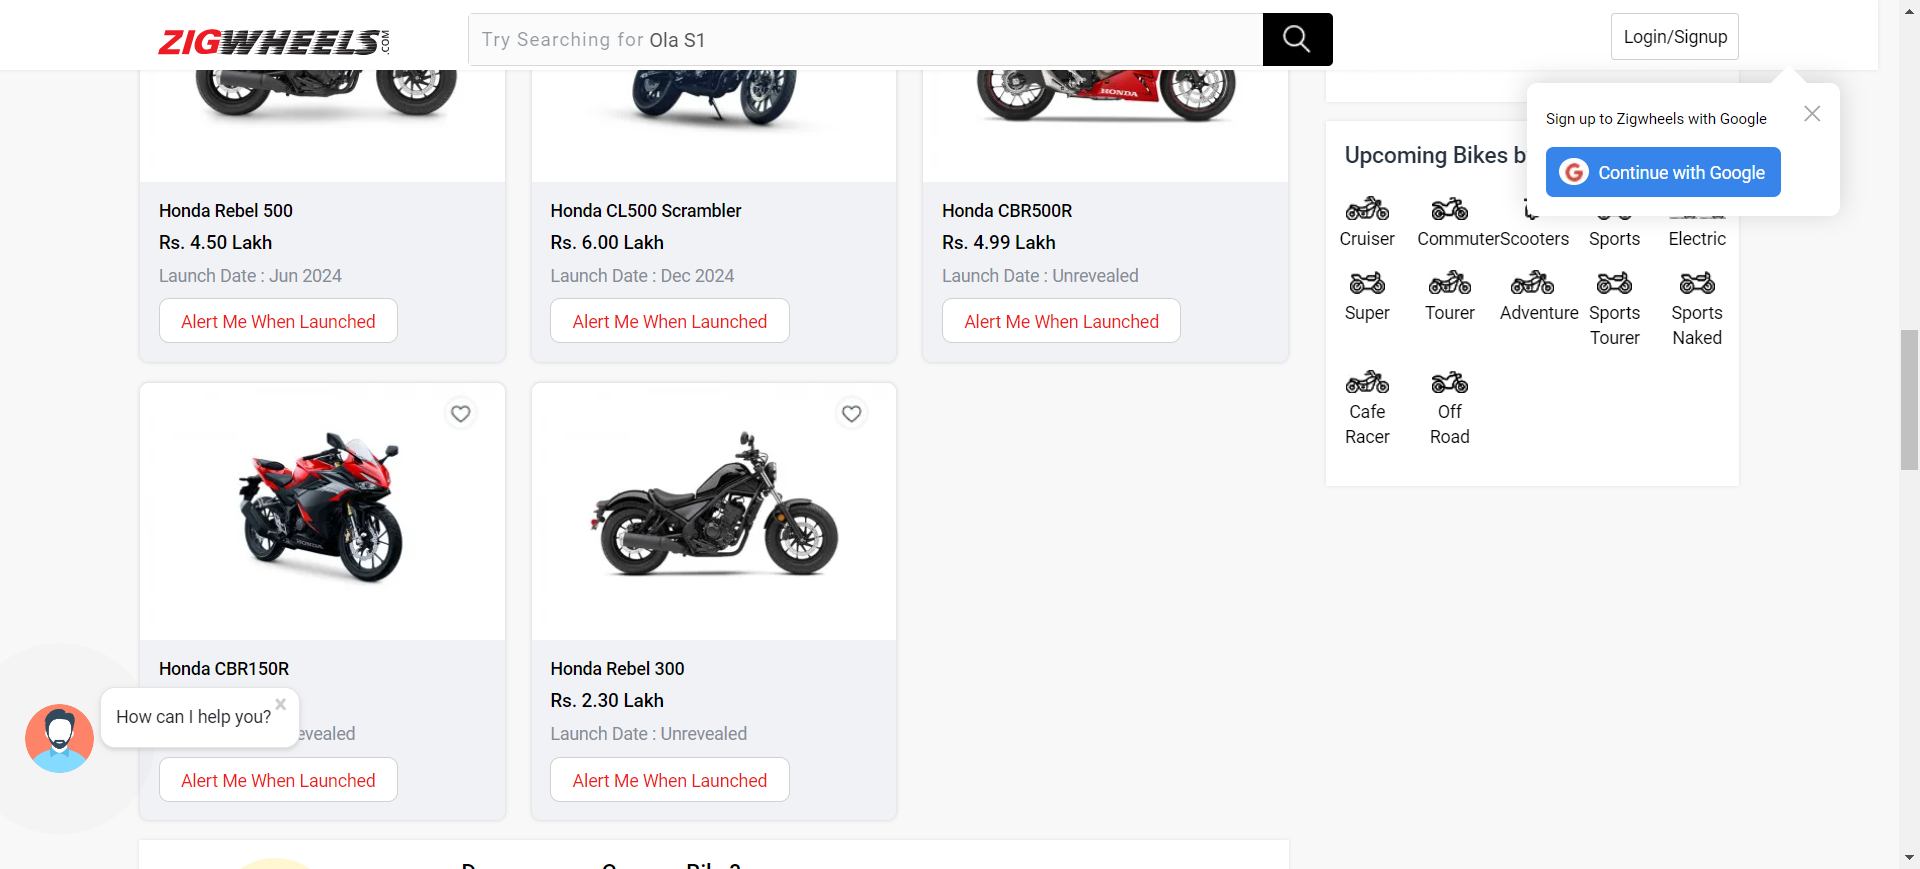 ZIGWHEELS.COM
Try Searching for Ola S1
Login/Signup
Sign up to Zigwheels with Google
Continue with Google
HONDA
Honda Rebel 500
Rs. 4.50 Lakh
Launch Date : Jun 2024
Alert Me When Launched
Honda CL500 Scrambler
Rs. 6.00 Lakh
Launch Date : Dec 2024
Alert Me When Launched
Honda CBR500R
Rs. 4.99 Lakh
Launch Date : Unrevealed
Alert Me When Launched
Upcoming Bikes
Cruiser
Commuter
Scooters
Sports
Electric
Super
Tourer
Adventure
Sports
Tourer
Sports
Naked
Cafe
Racer
Off
Road
HONDA
Honda CBR150R
evealed
Alert Me When Launched
Honda Rebel 300
Rs. 2.30 Lakh
Launch Date : Unrevealed
Alert Me When Launched
How can I help you?